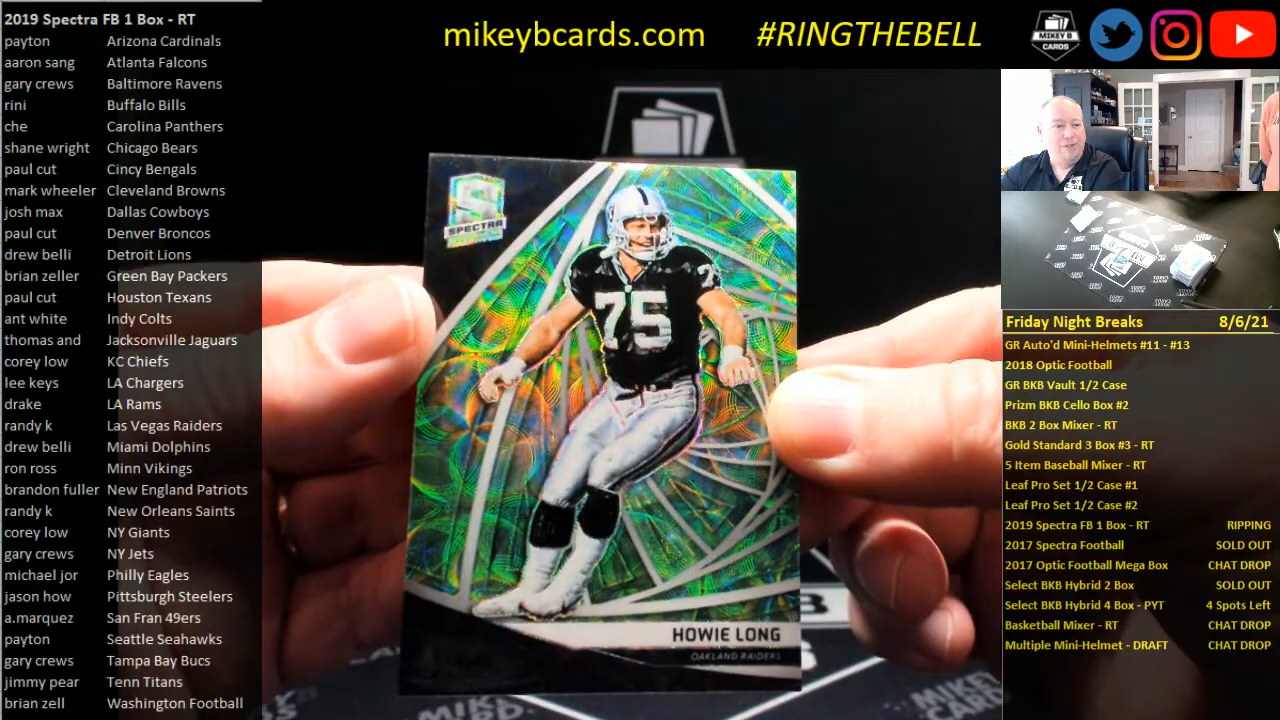 2019 Spectra FB 1 Box - RT
payton Arizona Cardinals
aaron sang Atlanta Falcons
gary crews Baltimore Ravens
rini Buffalo Bills
che Carolina Panthers
shane wright Chicago Bears
paul cut Cincy Bengals
mark wheeler Cleveland Browns
josh max Dallas Cowboys
paul cut Denver Broncos
drew belli Detroit Lions
brian zeller Green Bay Packers
paul cut Houston Texans
ant white Indy Colts
thomas and Jacksonville Jaguars
corey low KC Chiefs
lee keys LA Chargers
drake LA Rams
randy k Las Vegas Raiders
drew belli Miami Dolphins
ron ross Minn Vikings
brandon fuller New England Patriots
randy k New Orleans Saints
corey low NY Giants
gary crews NY Jets
michael jor Philly Eagles
jason how Pittsburgh Steelers
a.marquez San Fran 49ers
payton Seattle Seahawks
gary crews Tampa Bay Bucs
jimmy pear Tenn Titans
brian zell Washington Football
mikeybcards.com #RINGTHEBELL
MIKEY B
CARDS
S
SPECTRA
75
75
HOWIE LONG
OAKLAND RAIDERS
MIKEY B
CARDS
Friday Night Breaks 8/6/21
GR Auto'd Mini-Helmets #11 - #13
2018 Optic Football
GR BKB Vault 1/2 Case
Prizm BKB Cello Box #2
BKB 2 Box Mixer - RT
Gold Standard 3 Box #3 - RT
5 Item Baseball Mixer - RT
Leaf Pro Set 1/2 Case #1
Leaf Pro Set 1/2 Case #2
2019 Spectra FB 1 Box - RT RIPPING
2017 Spectra Football SOLD OUT
2017 Optic Football Mega Box CHAT DROP
Select BKB Hybrid 2 Box SOLD OUT
Select BKB Hybrid 4 Box - PYT 4 Spots Left
Basketball Mixer - RT CHAT DROP
Multiple Mini-Helmet - DRAFT CHAT DROP